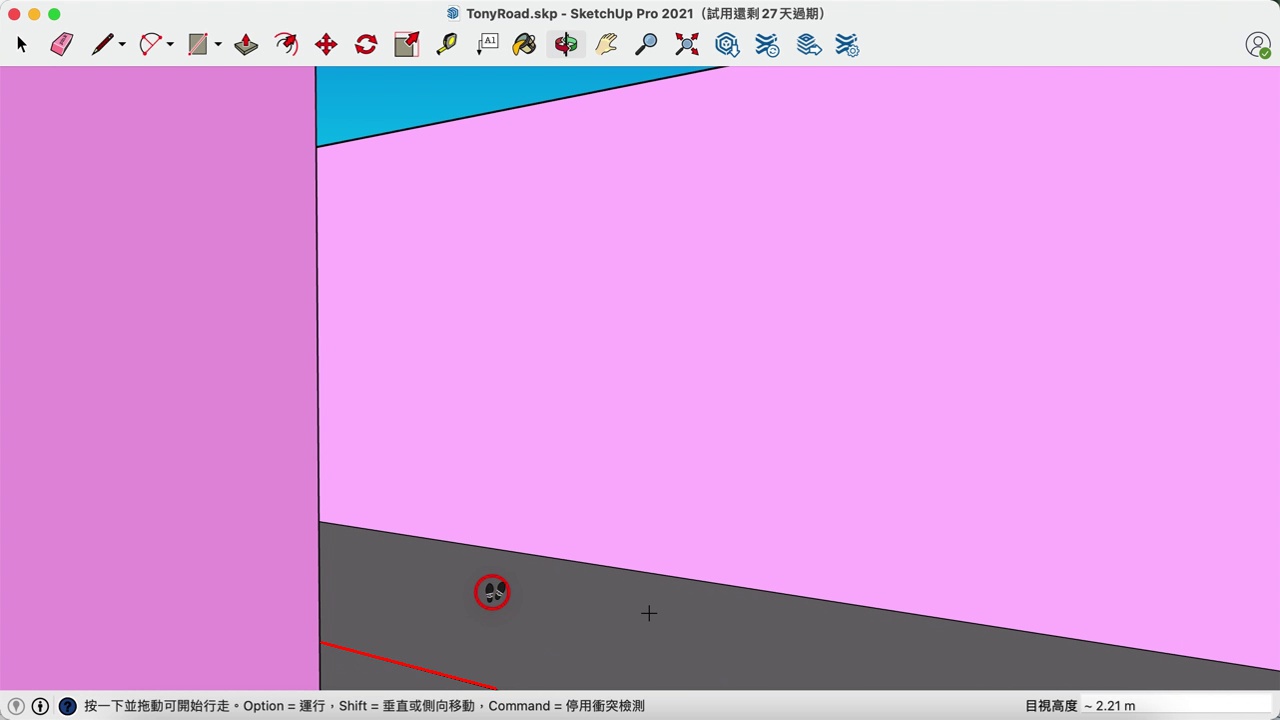 TonyRoad.skp - SketchUp Pro 2021（試用還剩 27 天過期）
A1
按一下並拖動可開始行走。Option = 運行，Shift = 垂直或側向移動，Command = 停用衝突檢測
目視高度 ~ 2.21 m